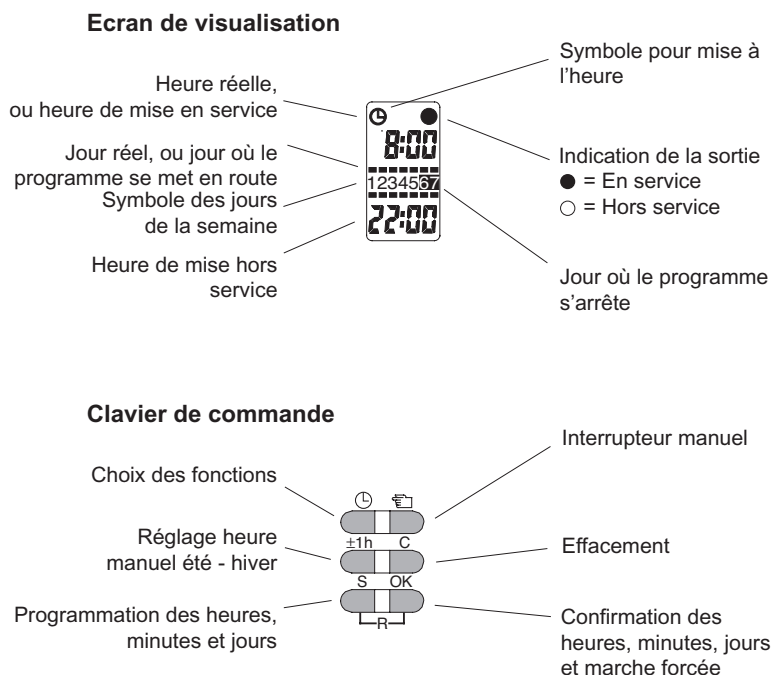 Ecran de visualisation
Symbole pour mise à
l'heure
Heure réelle,
ou heure de mise en service
Jour réel, ou jour où le
programme se met en route
Symbole des jours
de la semaine
Heure de mise hors
service
8:00
1234567
22:00
Indication de la sortie
● = En service
○ = Hors service
Jour où le programme
s'arrête
Clavier de commande
Interrupteur manuel
Choix des fonctions
Réglage heure
manuel été - hiver
Programmation des heures,
minutes et jours
±1h C
S OK
R
Effacement
Confirmation des
heures, minutes, jours
et marche forcée